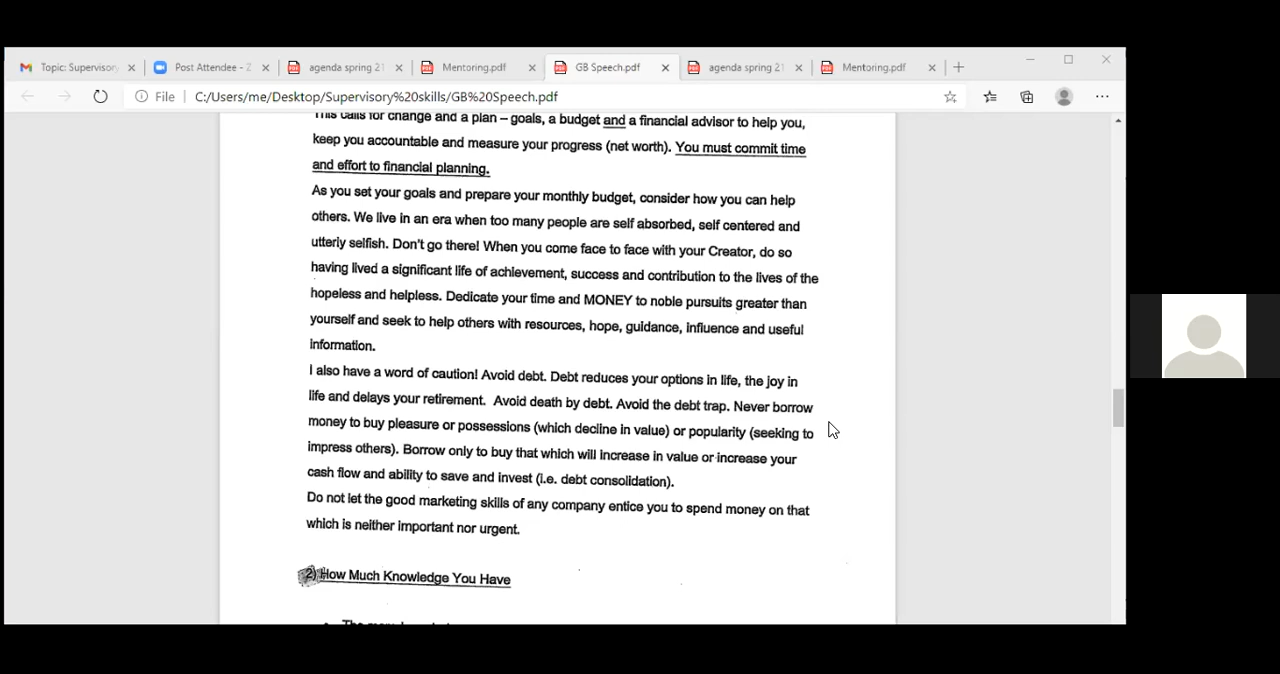 Topic: Supervisory
Post Attendee - Z
agenda spring 21
Mentoring.pdf
GB Speech.pdf
agenda spring 21
Mentoring.pdf
File C:/Users/me/Desktop/Supervisory%20skills/GB%20Speech.pdf
This calls for change and a plan – goals, a budget and a financial advisor to help you,
keep you accountable and measure your progress (net worth). You must commit time
and effort to financial planning.
As you set your goals and prepare your monthly budget, consider how you can help
others. We live in an era when too many people are self absorbed, self centered and
utterly selfish. Don't go there! When you come face to face with your Creator, do so
having lived a significant life of achievement, success and contribution to the lives of the
hopeless and helpless. Dedicate your time and MONEY to noble pursuits greater than
yourself and seek to help others with resources, hope, guidance, influence and useful
information.
I also have a word of caution! Avoid debt. Debt reduces your options in life, the joy in
life and delays your retirement. Avoid death by debt. Avoid the debt trap. Never borrow
money to buy pleasure or possessions (which decline in value) or popularity (seeking to
impress others). Borrow only to buy that which will increase in value or increase your
cash flow and ability to save and invest (i.e. debt consolidation).
Do not let the good marketing skills of any company entice you to spend money on that
which is neither important nor urgent.
2) How Much Knowledge You Have